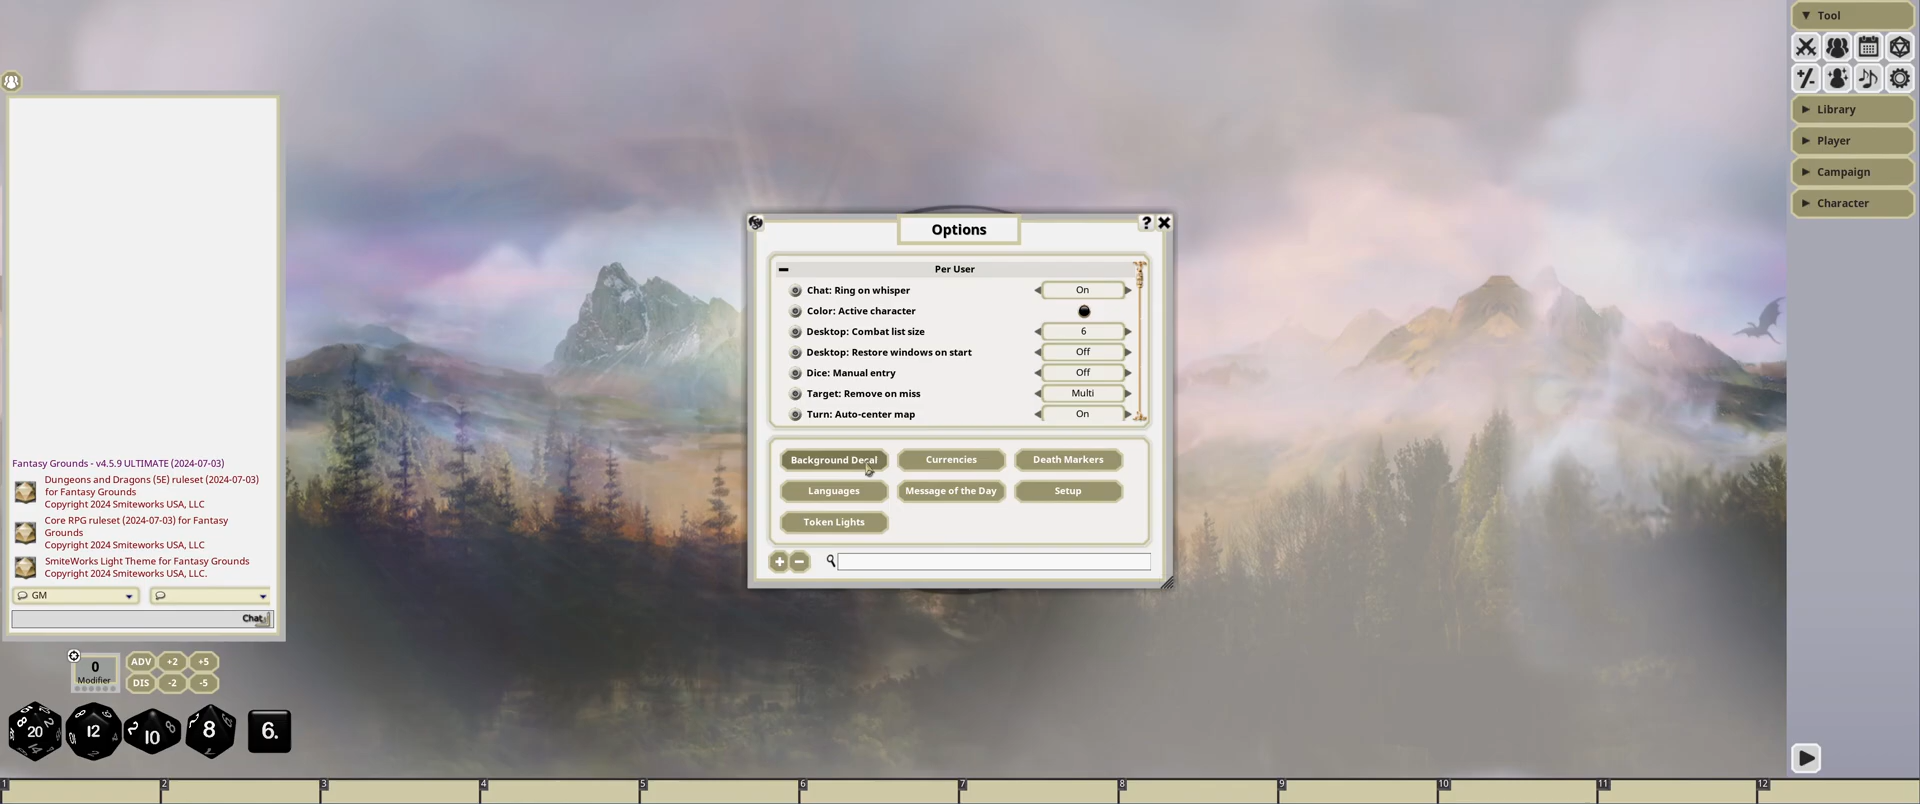 Tool
Library
Player
Campaign
Character
Options
?
Per User
Chat: Ring on whisper
On
Color: Active character
Desktop: Combat list size
6
Desktop: Restore windows on start
Off
Dice: Manual entry
Off
Target: Remove on miss
Multi
Turn: Auto-center map
On
Background Decal
Currencies
Death Markers
Languages
Message of the Day
Setup
Token Lights
Fantasy Grounds - v4.5.9 ULTIMATE (2024-07-03)
Dungeons and Dragons (5E) ruleset (2024-07-03)
for Fantasy Grounds
Copyright 2024 Smiteworks USA, LLC
Core RPG ruleset (2024-07-03) for Fantasy
Grounds
Copyright 2024 Smiteworks USA, LLC
SmiteWorks Light Theme for Fantasy Grounds
Copyright 2024 Smiteworks USA, LLC.
GM
Chat
0
Modifier
ADV
+2
+5
DIS
-2
-5
20
12
10
8
6.
1 2 3 4 5 6 7 8 9 10 11 12